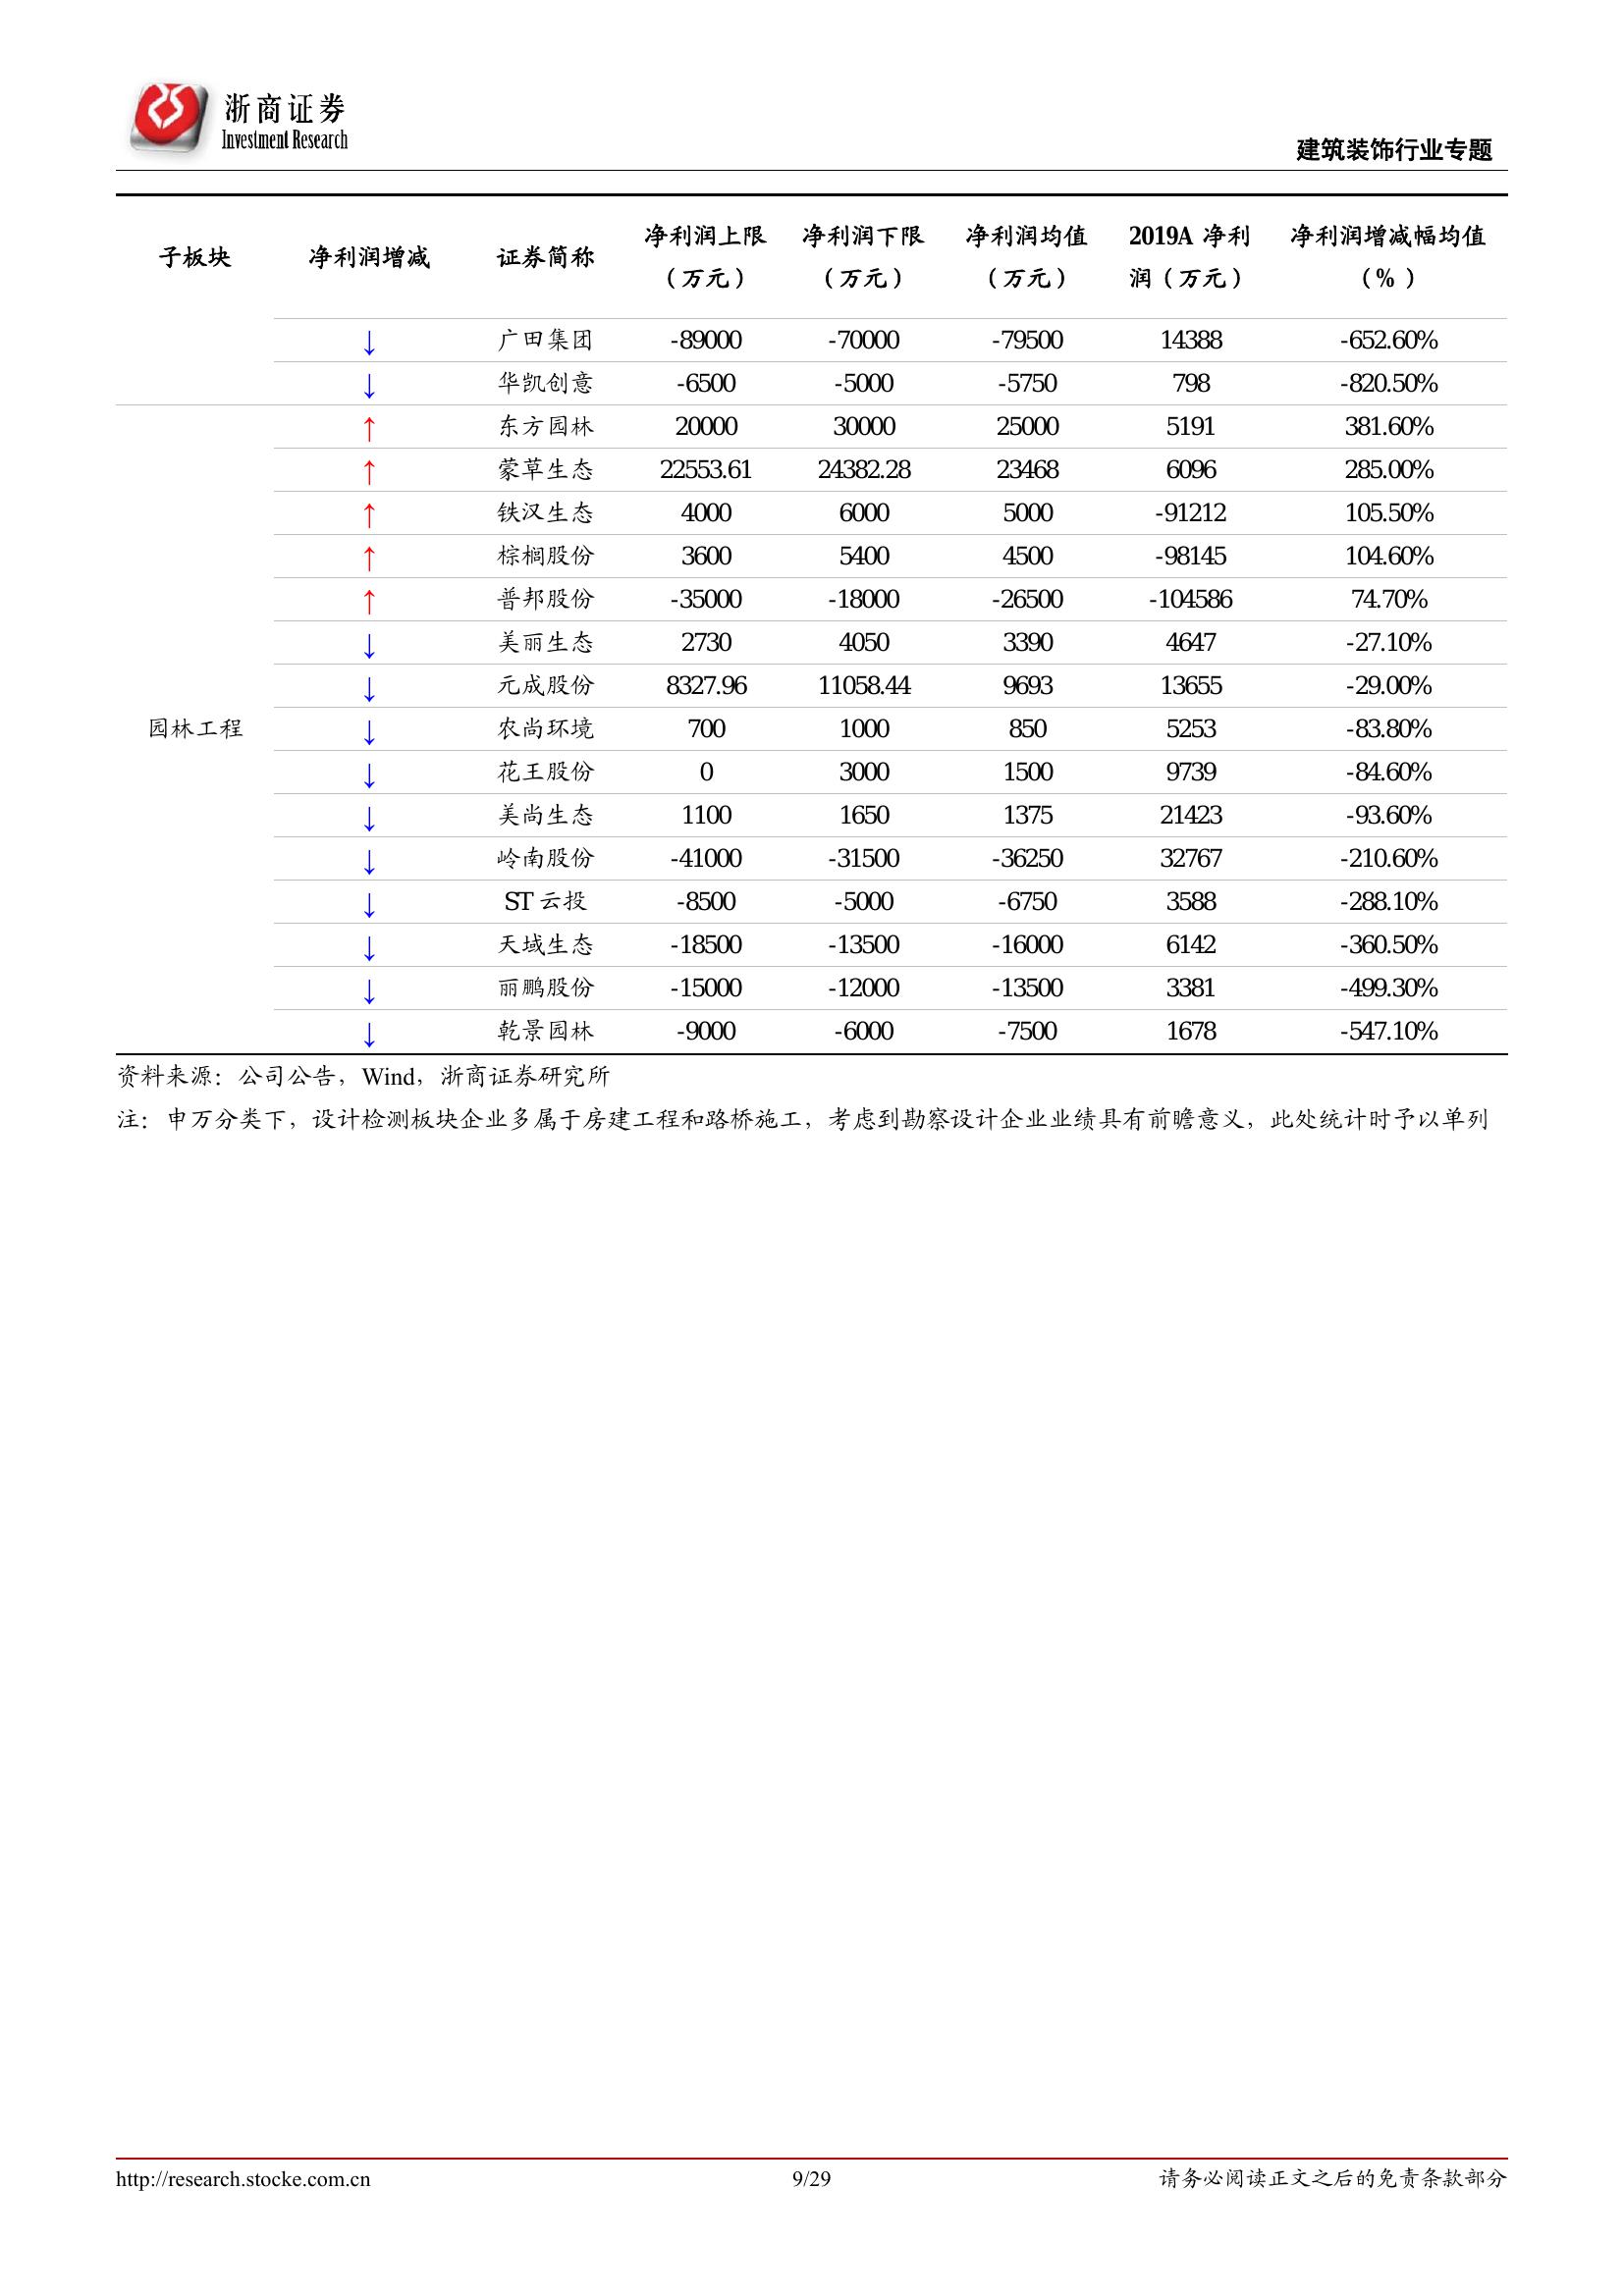 浙商证券
Investment Research
建筑装饰行业专题
子板块 净利润增减 证券简称 净利润上限（万元） 净利润下限（万元） 净利润均值（万元） 2019A 净利润（万元） 净利润增减幅均值（%）
↓ 广田集团 -89000 -70000 -79500 14388 -652.60%
↓ 华凯创意 -6500 -5000 -5750 798 -820.50%
↑ 东方园林 20000 30000 25000 5191 381.60%
↑ 蒙草生态 22553.61 24382.28 23468 6096 285.00%
↑ 铁汉生态 4000 6000 5000 -91212 105.50%
↑ 棕榈股份 3600 5400 4500 -98145 104.60%
↑ 普邦股份 -35000 -18000 -26500 -104586 74.70%
↓ 美丽生态 2730 4050 3390 4647 -27.10%
↓ 元成股份 8327.96 11058.44 9693 13655 -29.00%
园林工程 ↓ 农尚环境 700 1000 850 5253 -83.80%
↓ 花王股份 0 3000 1500 9739 -84.60%
↓ 美尚生态 1100 1650 1375 21423 -93.60%
↓ 岭南股份 -41000 -31500 -36250 32767 -210.60%
↓ ST 云投 -8500 -5000 -6750 3588 -288.10%
↓ 天域生态 -18500 -13500 -16000 6142 -360.50%
↓ 丽鹏股份 -15000 -12000 -13500 3381 -499.30%
↓ 乾景园林 -9000 -6000 -7500 1678 -547.10%
资料来源：公司公告，Wind，浙商证券研究所
注：申万分类下，设计检测板块企业多属于房建工程和路桥施工，考虑到勘察设计企业业绩具有前瞻意义，此处统计时予以单列
http://research.stocke.com.cn 9/29 请务必阅读正文之后的免责条款部分